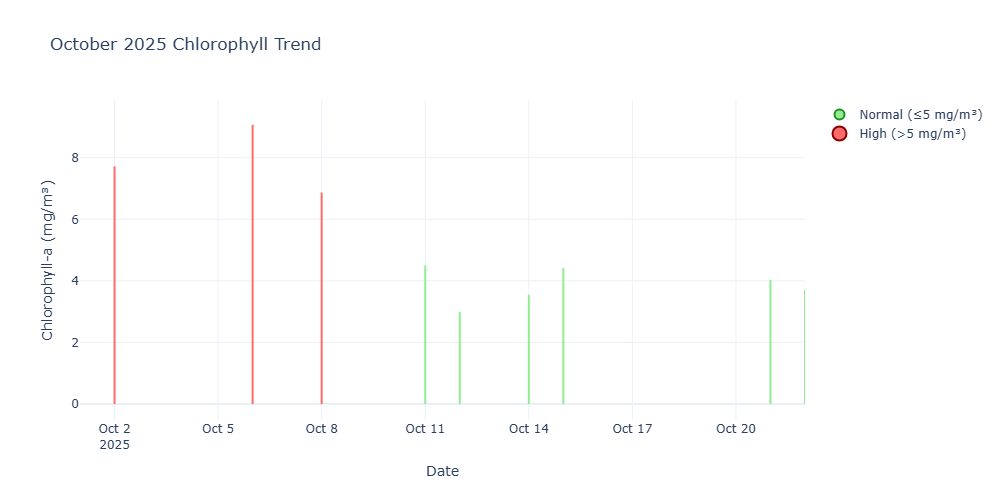 October 2025 Chlorophyll Trend
Normal (≤5 mg/m³)
High (>5 mg/m³)
Chlorophyll-a (mg/m³)
8
6
4
2
0
Oct 2
2025
Oct 5
Oct 8
Oct 11
Oct 14
Oct 17
Oct 20
Date